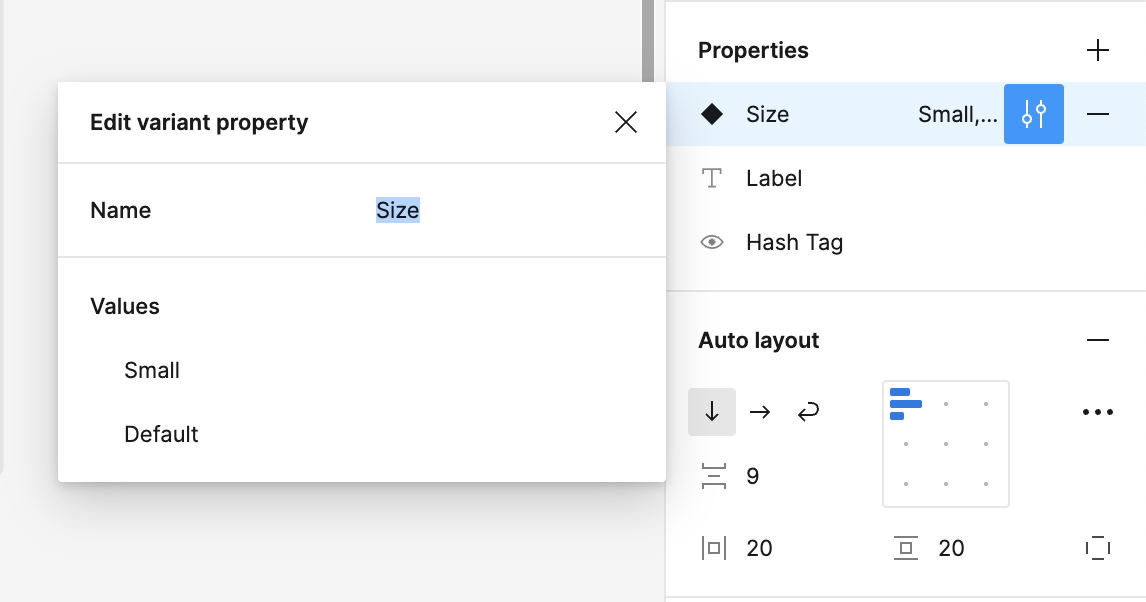 Edit variant property
Name Size
Values
Small
Default
Properties
Size Small,...
Label
Hash Tag
Auto layout
9
20 20